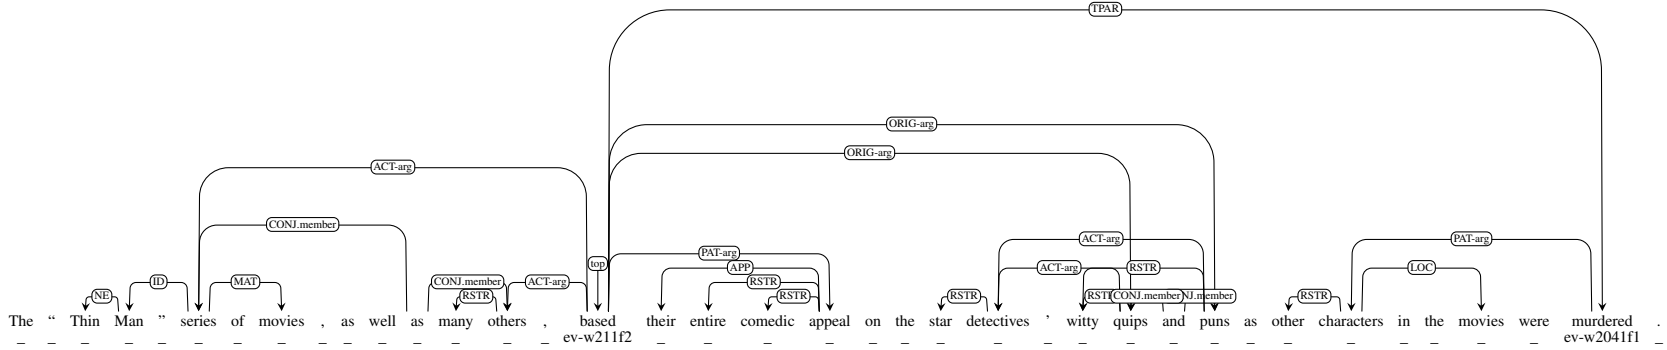 TPAR
ORIG-arg
ORIG-arg
ACT-arg
CONJ.member
ACT-arg PAT-arg
PAT-arg
top
APP
ACT-arg RSTR
LOC
NE ID MAT CONJ.member ACT-arg
RSTR
RSTR
RSTR
RSTR
CONJ.member
RSTR
The “ Thin Man ” series of movies , as well as many others , based their entire comedic appeal on the star detectives ’ witty quips and puns as other characters in the movies were murdered .
_ _ _ _ _ _ _ _ _ _ _ _ _ _ _ ev-w211f2 _ _ _ _ _ _ _ _ _ _ _ _ _ _ _ _ _ _ _ _ ev-w2041f1 _